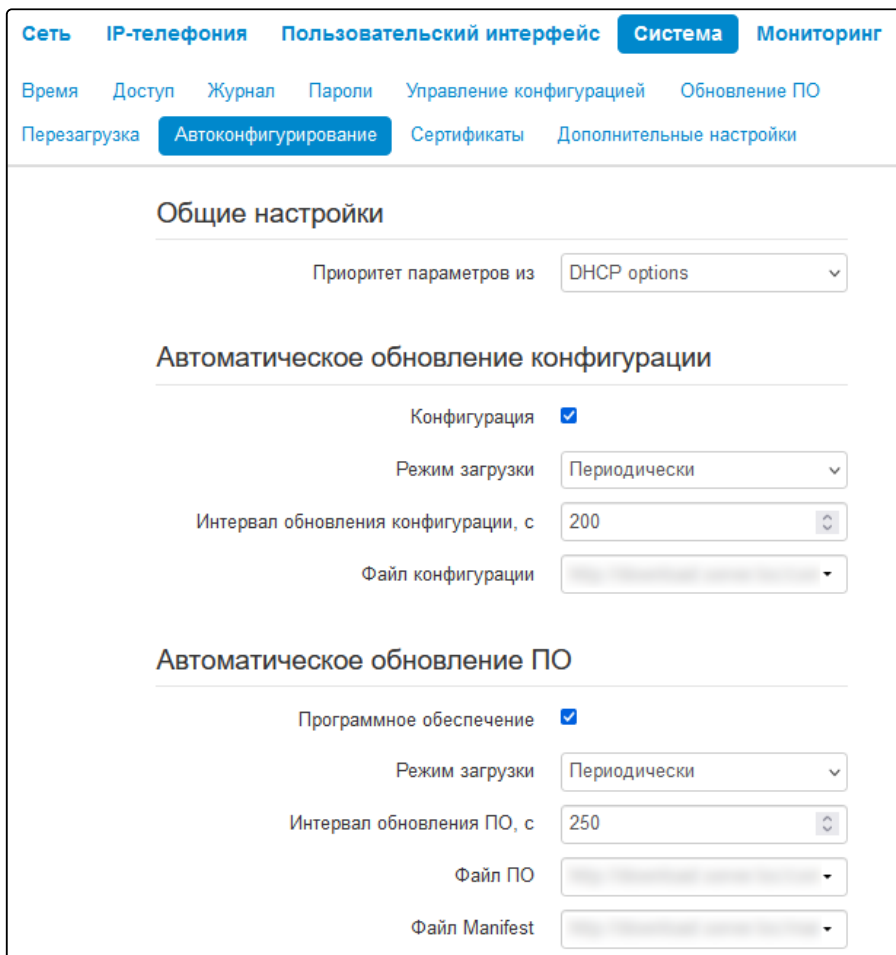 Сеть IP-телефония Пользовательский интерфейс Система Мониторинг
Время Доступ Журнал Пароли Управление конфигурацией Обновление ПО
Перезагрузка Автоконфигурирование Сертификаты Дополнительные настройки
Общие настройки
Приоритет параметров из DHCP options
Автоматическое обновление конфигурации
Конфигурация
Режим загрузки Периодически
Интервал обновления конфигурации, с 200
Файл конфигурации
Автоматическое обновление ПО
Программное обеспечение
Режим загрузки Периодически
Интервал обновления ПО, с 250
Файл ПО
Файл Manifest